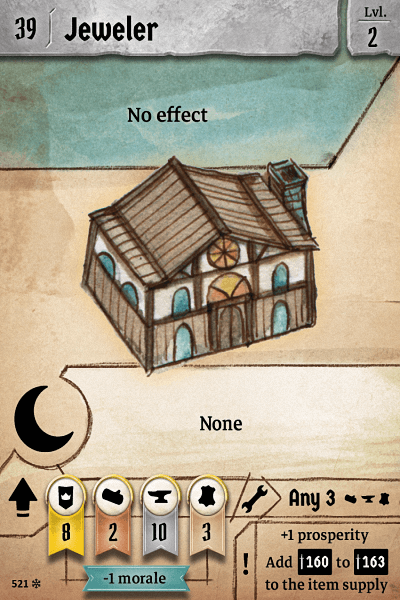 39 Jeweler
Lvl.
2
No effect
None
Any 3
8 2 10 3
-1 morale
+1 prosperity
! Add 160 to 163
to the item supply
521